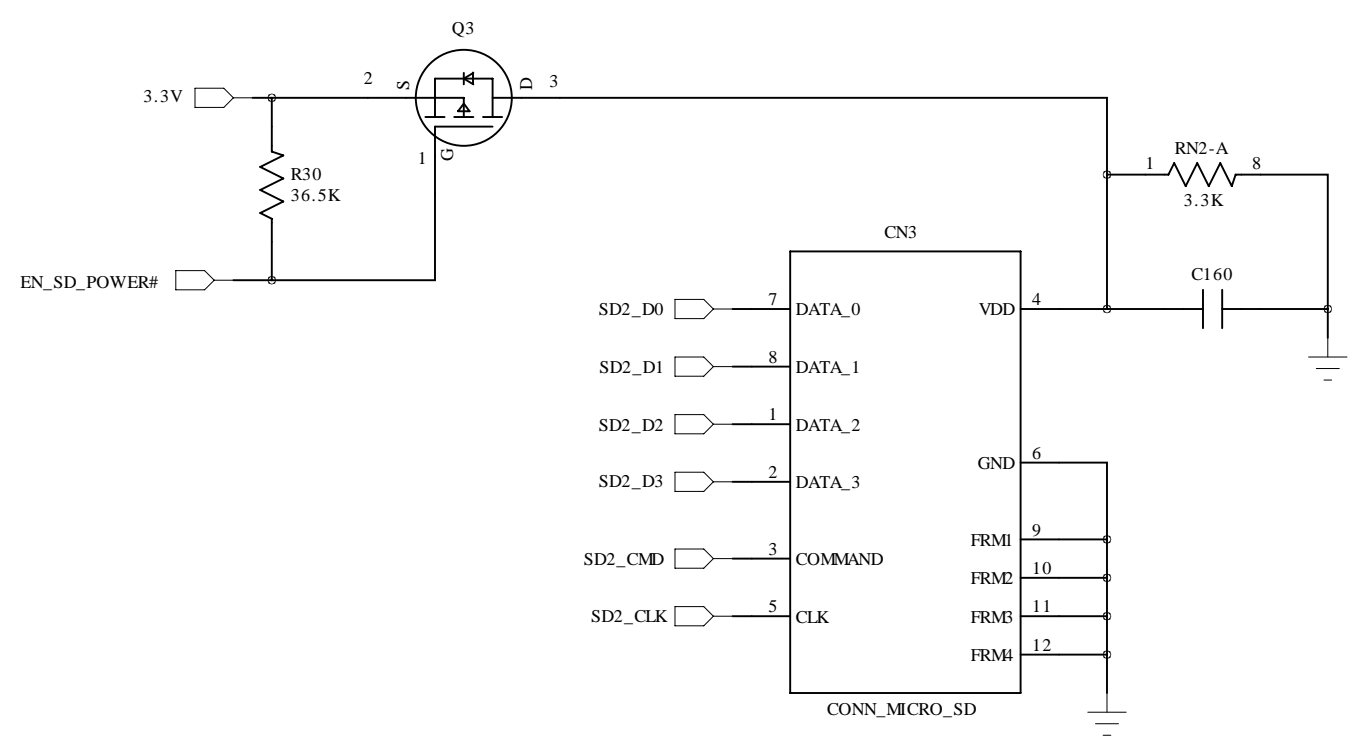 Q3
2 S D 3
3.3V
1 G
R30
36.5K
RN2-A
1 8
3.3K
EN_SD_POWER#
CN3
C160
SD2_D0 7 DATA_0 VDD 4
SD2_D1 8 DATA_1
SD2_D2 1 DATA_2
GND 6
SD2_D3 2 DATA_3
FRM1 9
SD2_CMD 3 COMMAND
FRM2 10
SD2_CLK 5 CLK FRM3 11
FRM4 12
CONN_MICRO_SD